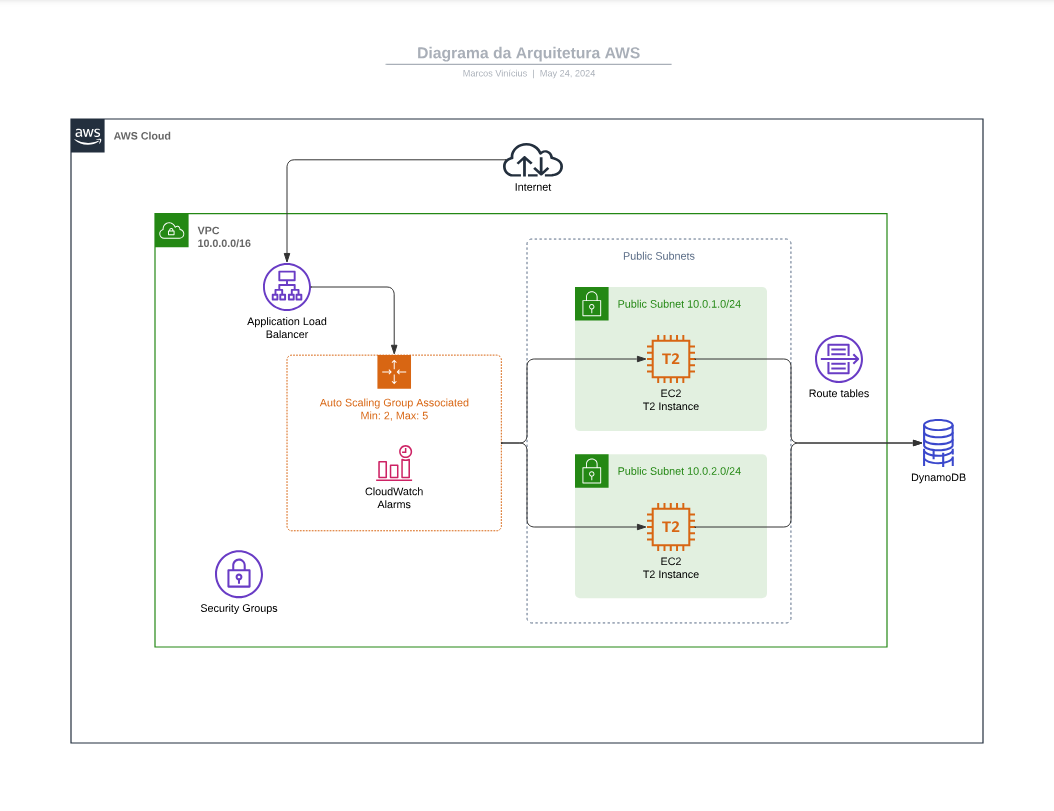 Diagrama da Arquitetura AWS
Marcos Vinicius | May 24, 2024
aws
AWS Cloud
Internet
VPC
10.0.0.0/16
Public Subnets
Application Load
Balancer
Public Subnet 10.0.1.0/24
T2
EC2
T2 Instance
Route tables
Auto Scaling Group Associated
Min: 2, Max: 5
CloudWatch
Alarms
DynamoDB
Public Subnet 10.0.2.0/24
T2
EC2
T2 Instance
Security Groups